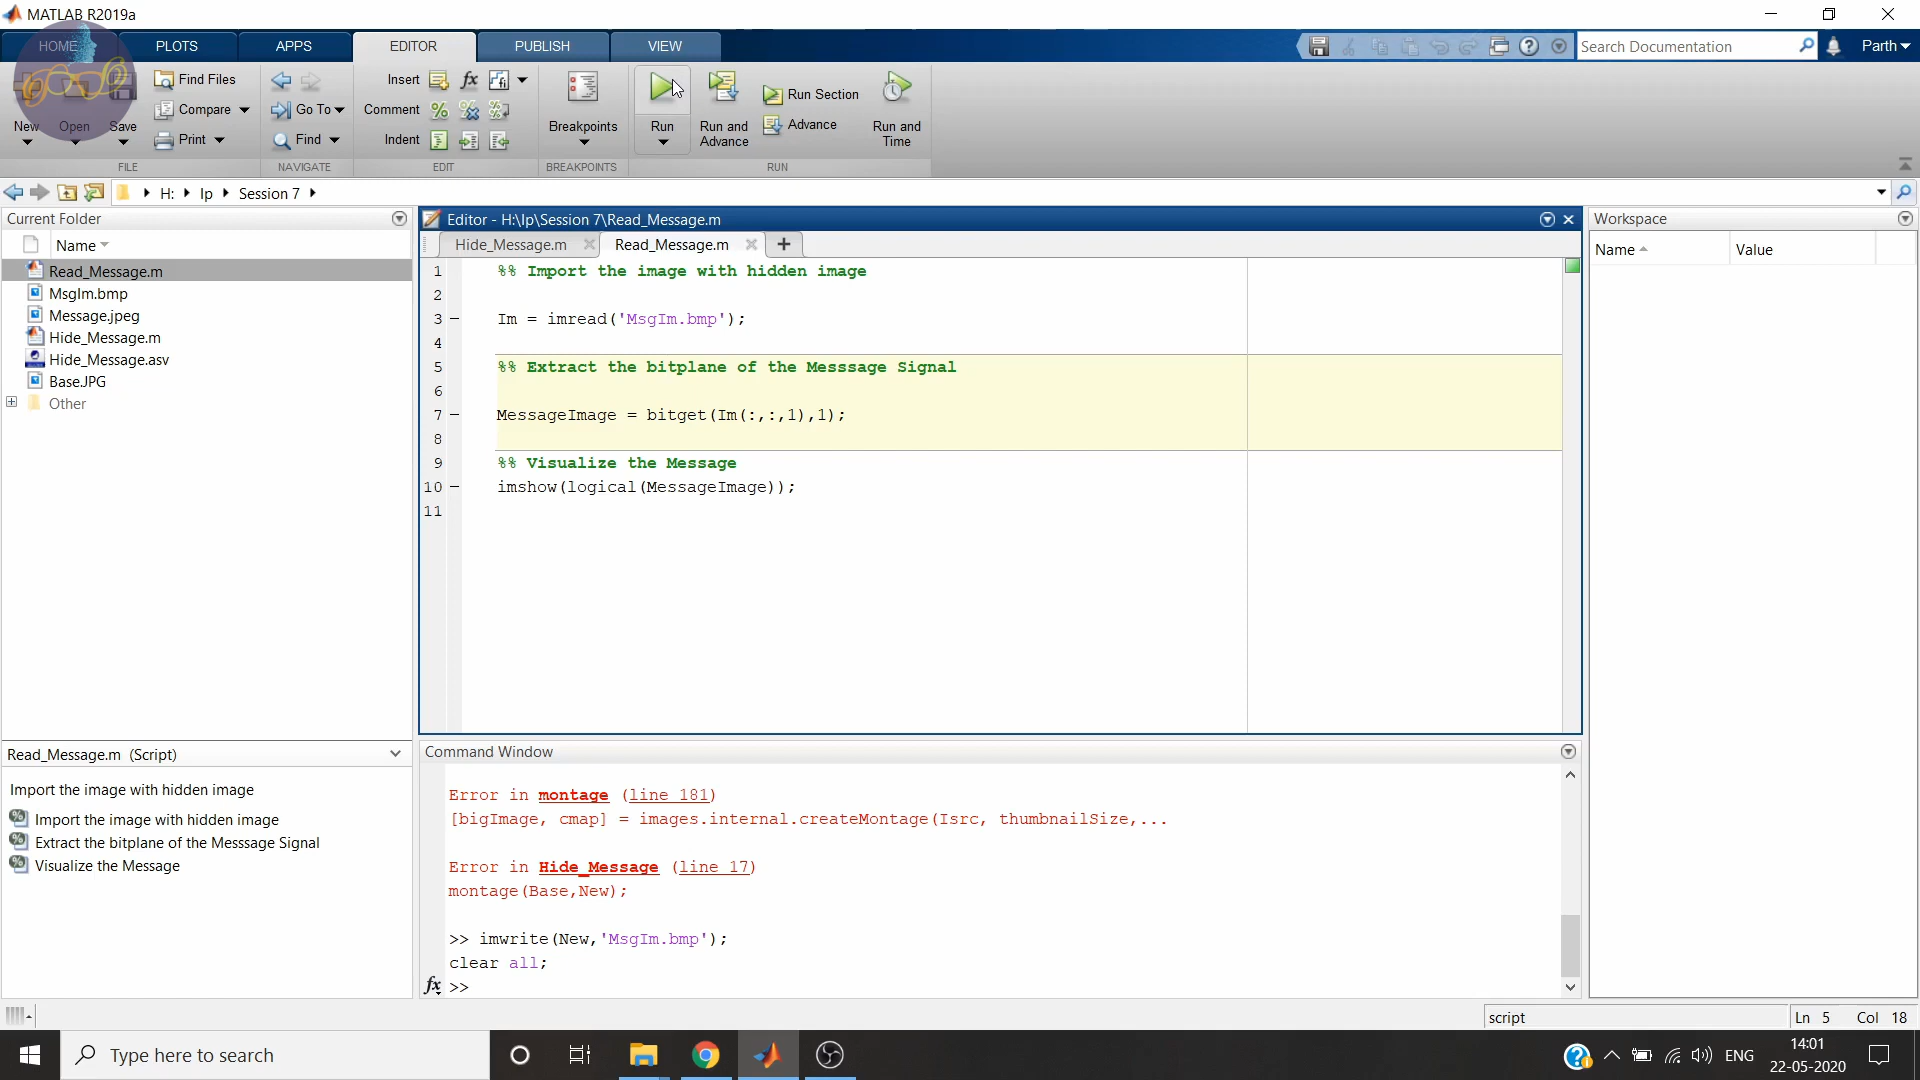 MATLAB R2019a
HOME PLOTS APPS EDITOR PUBLISH VIEW
Search Documentation
Parth
New Open Save
Find Files
Compare
Print
FILE
Go To
Find
NAVIGATE
Insert
Comment
Indent
EDIT
Breakpoints
BREAKPOINTS
Run
Run and Advance
Run Section
Advance
Run and Time
RUN
H: Ip Session 7
Current Folder
Name
Read_Message.m
MsgIm.bmp
Message.jpeg
Hide_Message.m
Hide_Message.asv
Base.JPG
Other
Read_Message.m (Script)
Import the image with hidden image
Import the image with hidden image
Extract the bitplane of the Messsage Signal
Visualize the Message
Editor - H:\Ip\Session 7\Read_Message.m
Hide_Message.m Read_Message.m
1 %% Import the image with hidden image
2
3 Im = imread('MsgIm.bmp');
4
5 %% Extract the bitplane of the Messsage Signal
6
7 MessageImage = bitget(Im(:,:,1),1);
8
9 %% Visualize the Message
10 imshow(logical(MessageImage));
11
Command Window
Error in montage (line 181)
[bigImage, cmap] = images.internal.createMontage(Isrc, thumbnailSize,...
Error in Hide_Message (line 17)
montage(Base,New);
>> imwrite(New,'MsgIm.bmp');
clear all;
fx >>
Workspace
Name Value
script Ln 5 Col 18
Type here to search
ENG
14:01
22-05-2020